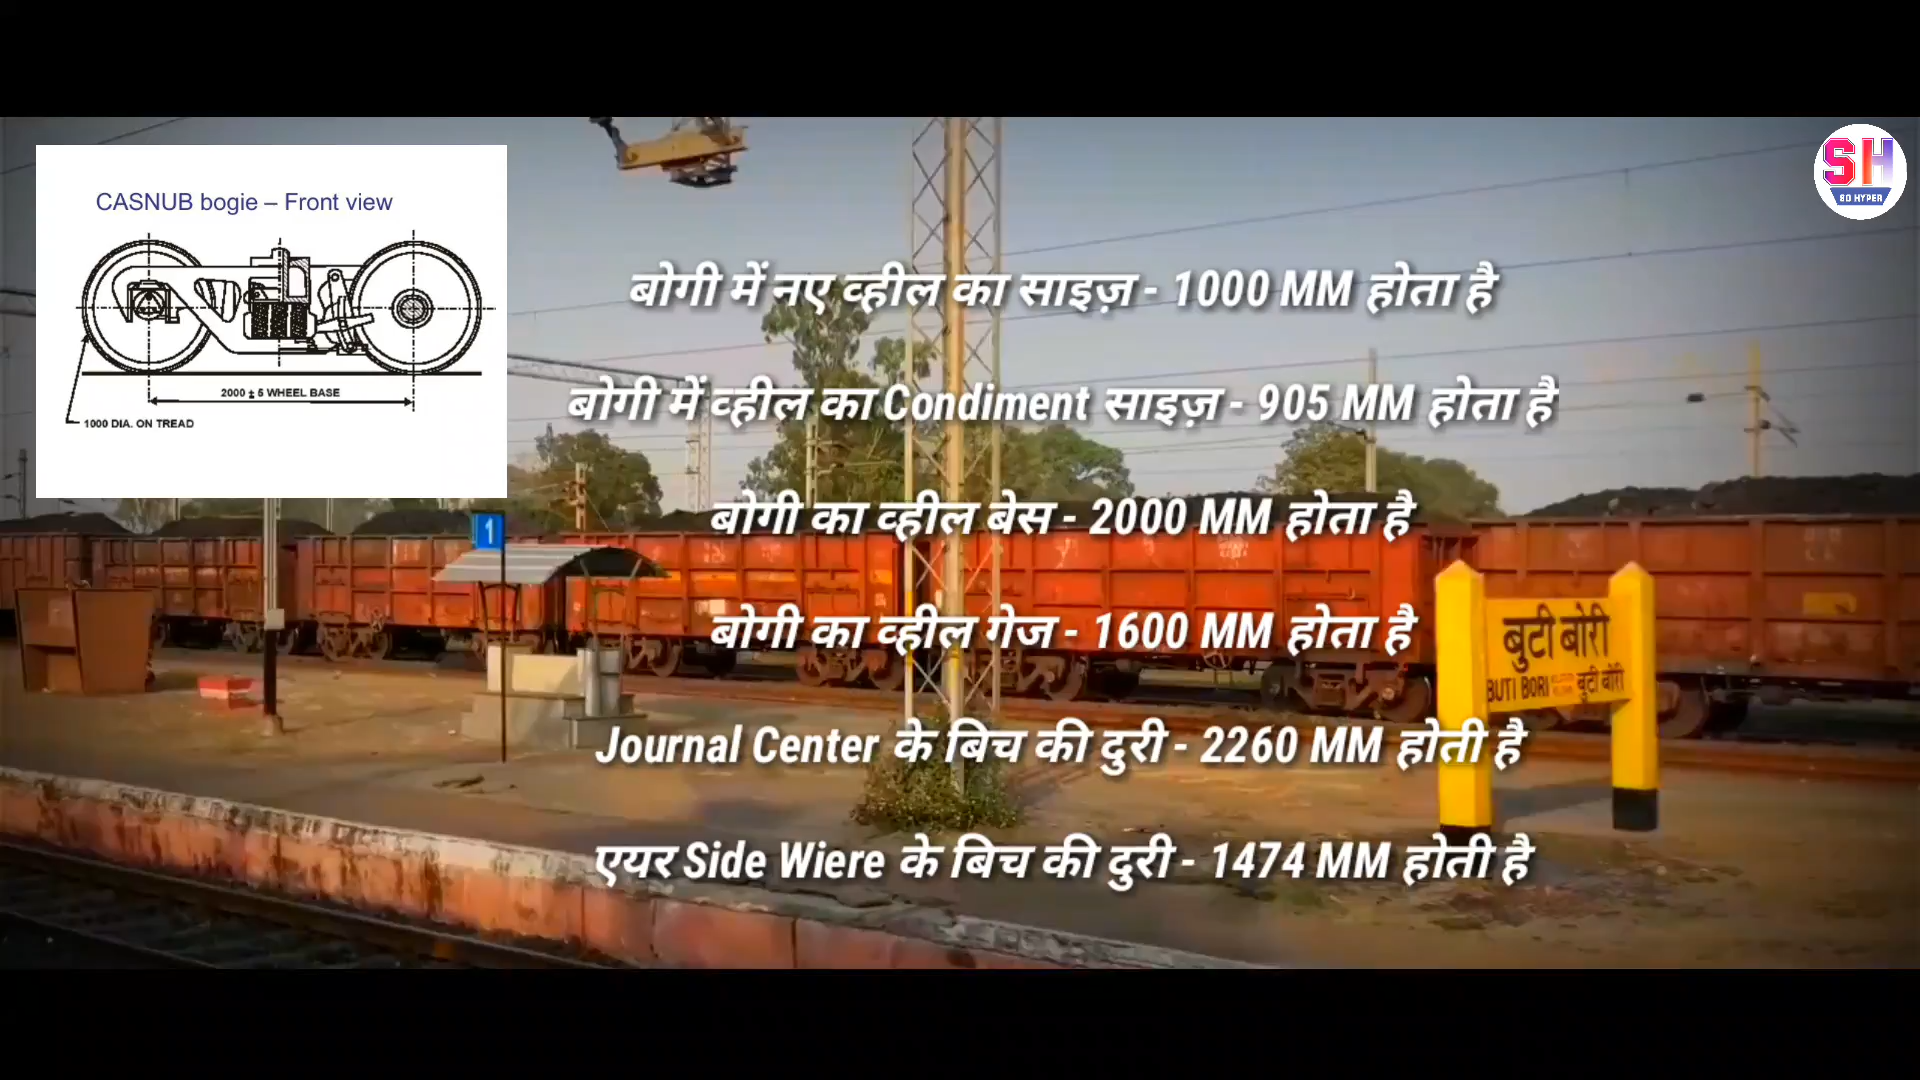 SH
SD HYPER
CASNUB bogie – Front view
2000 ± 5 WHEEL BASE
1000 DIA. ON TREAD
बोगी में नए व्हील का साइज़ - 1000 MM होता है
बोगी में व्हील का Condiment साइज़ - 905 MM होता है
बोगी का व्हील बेस - 2000 MM होता है
बोगी का व्हील गेज - 1600 MM होता है
Journal Center के बिच की दुरी - 2260 MM होती है
एयर Side Wiere के बिच की दुरी - 1474 MM होती है
1
बुटी बोरी
BUTI BORI बुटी बोरी